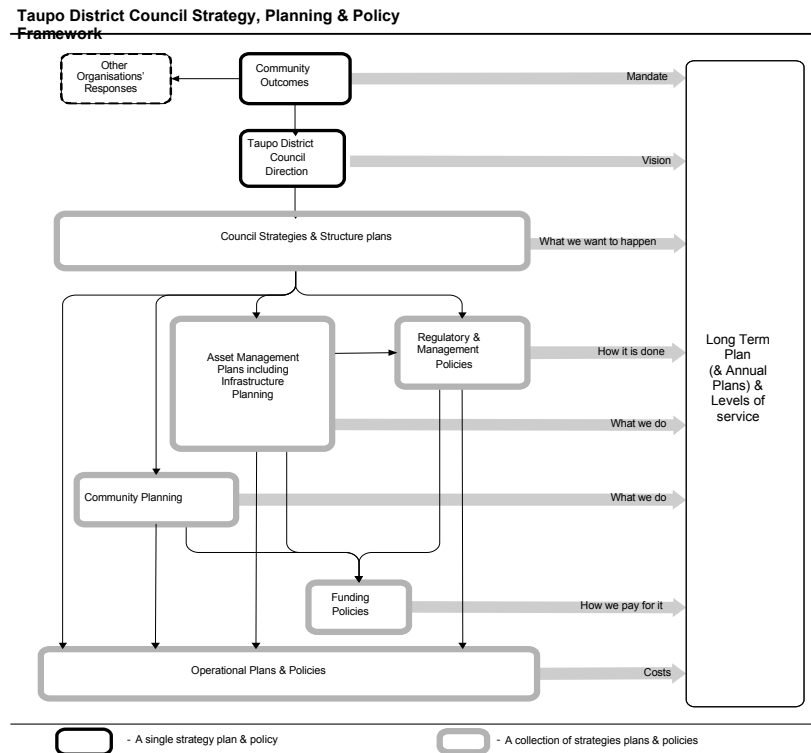 Taupo District Council Strategy, Planning & Policy
Framework
Other
Organisations'
Responses
Community
Outcomes
Mandate
Taupo District
Council
Direction
Vision
Council Strategies & Structure plans
What we want to happen
Asset Management
Plans including
Infrastructure
Planning
Regulatory &
Management
Policies
How it is done
Long Term
Plan
(& Annual
Plans) &
Levels of
service
What we do
Community Planning
What we do
Funding
Policies
How we pay for it
Operational Plans & Policies
Costs
- A single strategy plan & policy
- A collection of strategies plans & policies